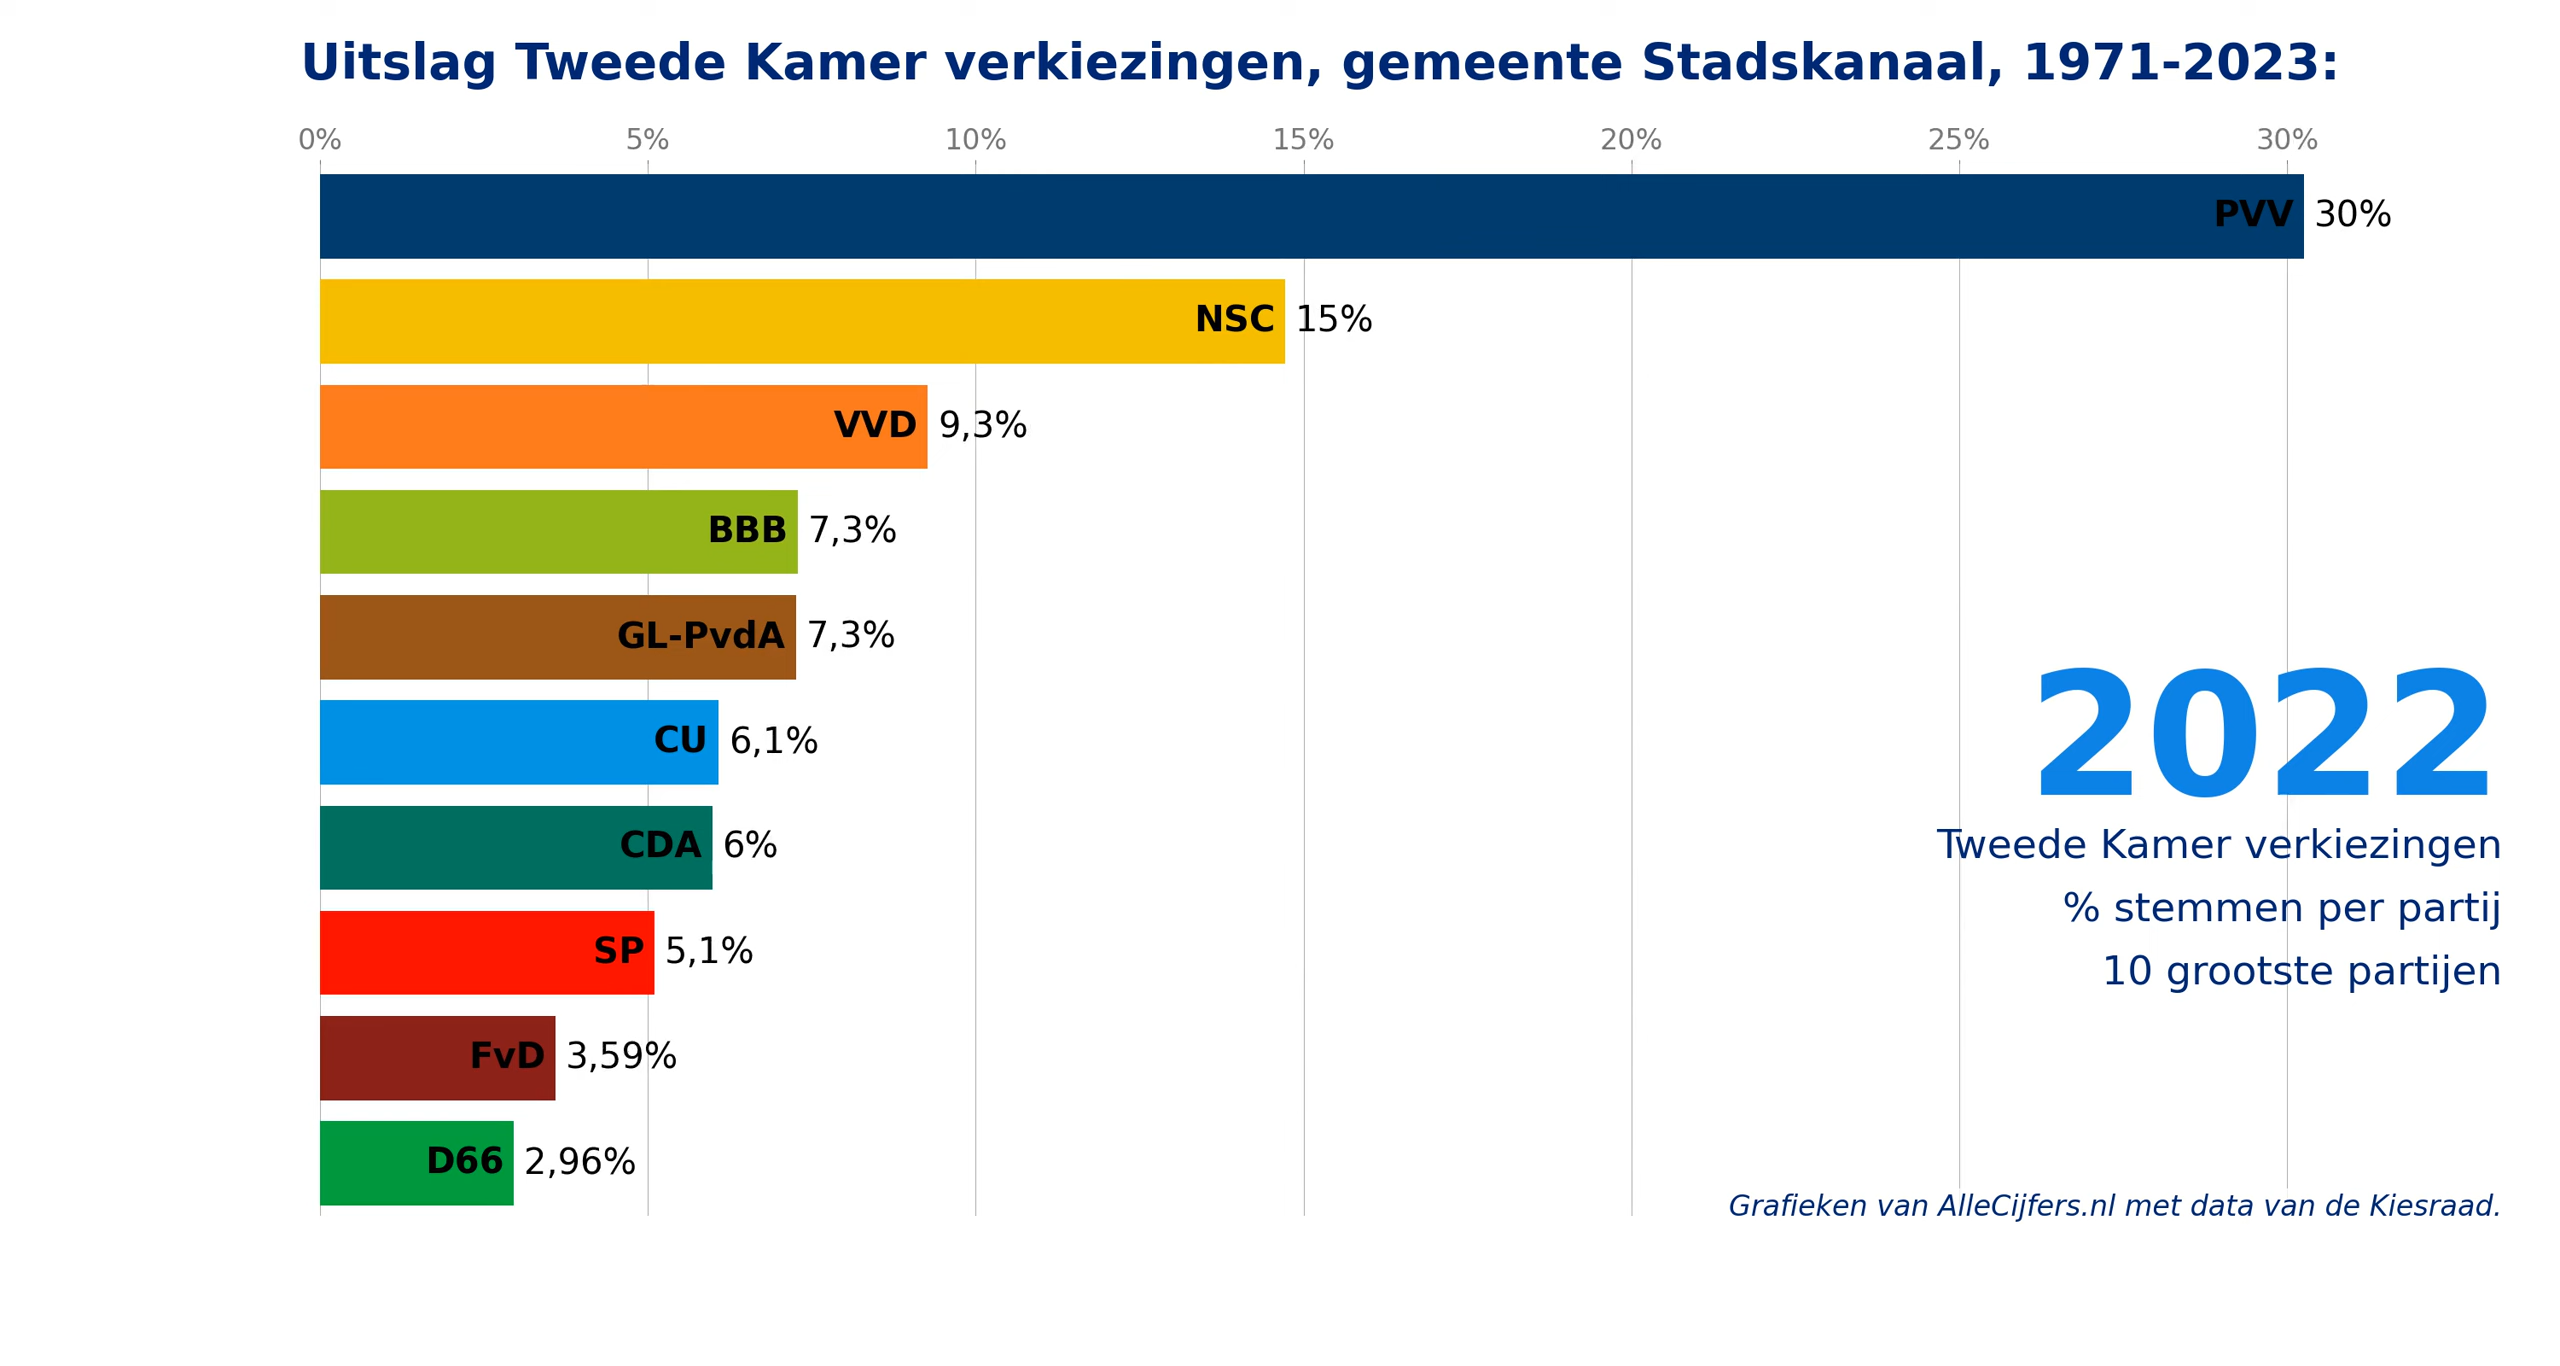 Uitslag Tweede Kamer verkiezingen, gemeente Stadskanaal, 1971-2023:
0% 5% 10% 15% 20% 25% 30%
PVV 30%
NSC 15%
VVD 9,3%
BBB 7,3%
GL-PvdA 7,3%
CU 6,1%
CDA 6%
SP 5,1%
FvD 3,59%
D66 2,96%
2022
Tweede Kamer verkiezingen
% stemmen per partij
10 grootste partijen
Grafieken van AlleCijfers.nl met data van de Kiesraad.